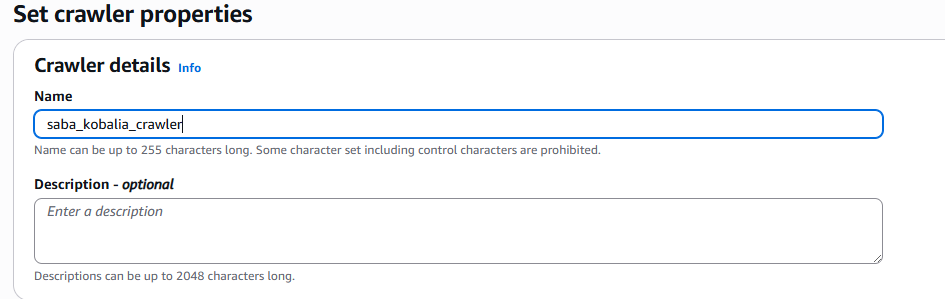 Set crawler properties
Crawler details Info
Name
saba_kobalia_crawler
Name can be up to 255 characters long. Some character set including control characters are prohibited.
Description - optional
Enter a description
Descriptions can be up to 2048 characters long.